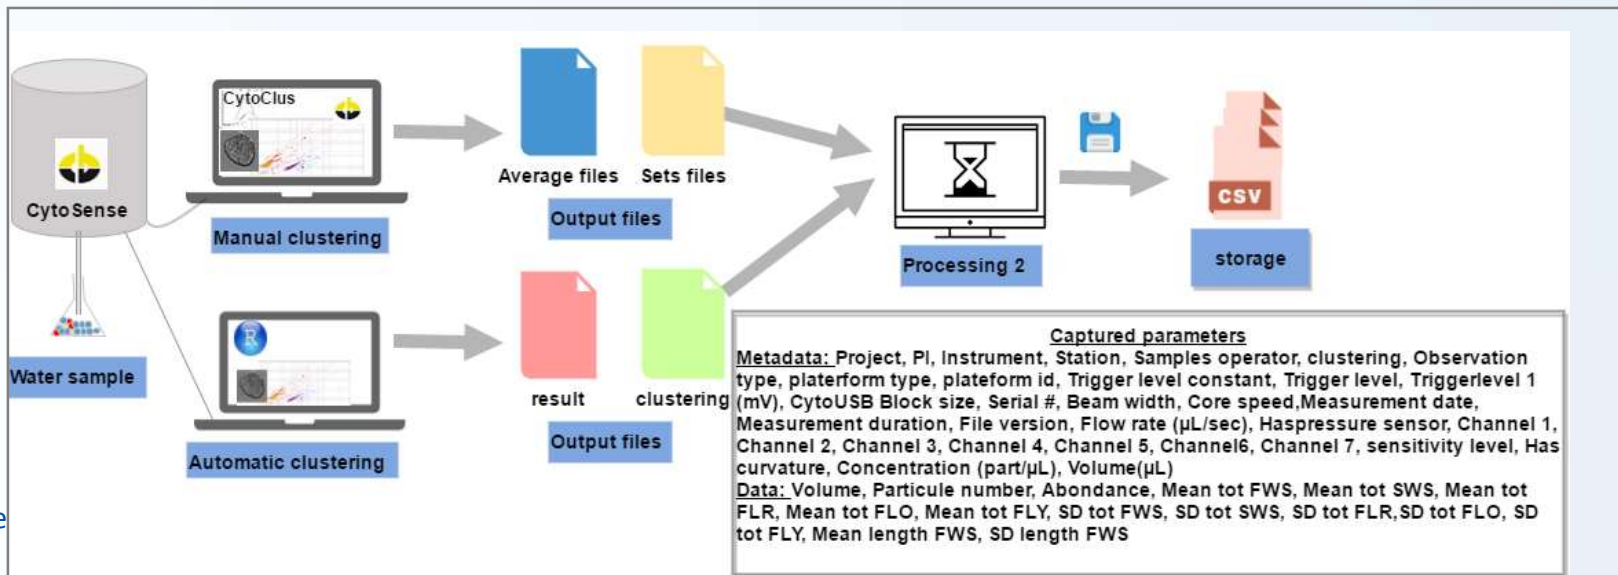 CytoSense
Water sample
CytoClus
Manual clustering
R
Automatic clustering
Average files
Sets files
Output files
result
clustering
Output files
Processing 2
CSV
storage
Captured parameters
Metadata: Project, PI, Instrument, Station, Samples operator, clustering, Observation
type, platerform type, plateform id, Trigger level constant, Trigger level, Triggerlevel 1
(mV), CytoUSB Block size, Serial #, Beam width, Core speed,Measurement date,
Measurement duration, File version, Flow rate (µL/sec), Haspressure sensor, Channel 1,
Channel 2, Channel 3, Channel 4, Channel 5, Channel6, Channel 7, sensitivity level, Has
curvature, Concentration (part/µL), Volume(µL)
Data: Volume, Particule number, Abondance, Mean tot FWS, Mean tot SWS, Mean tot
FLR, Mean tot FLO, Mean tot FLY, SD tot FWS, SD tot SWS, SD tot FLR,SD tot FLO, SD
tot FLY, Mean length FWS, SD length FWS
e